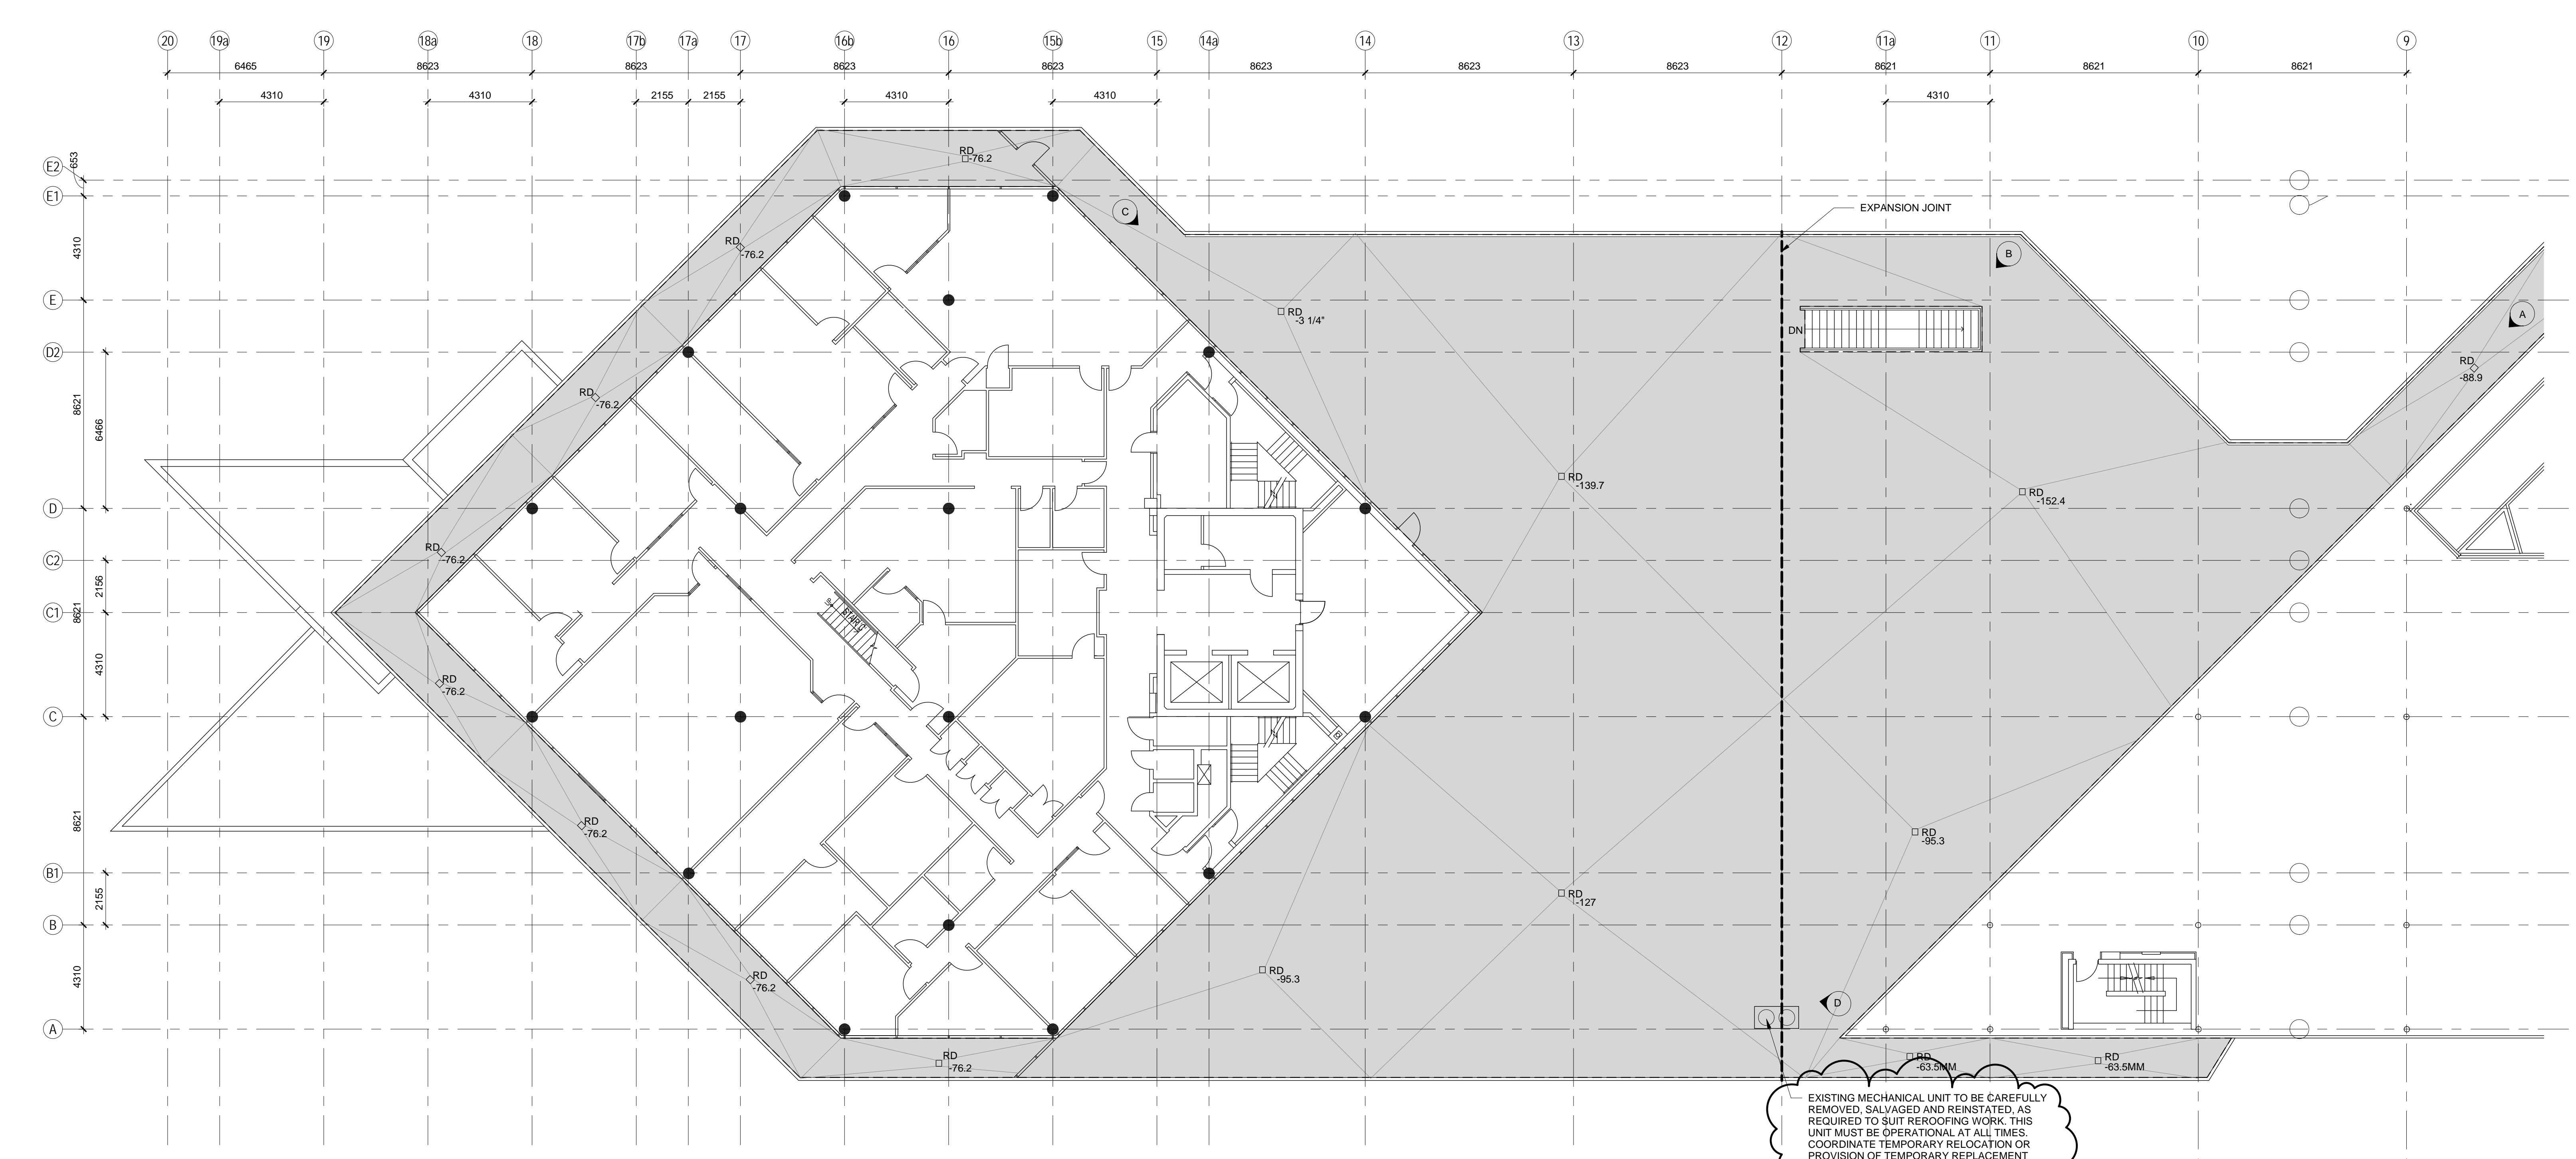 20 19a 19 18a 18 17b 17a 17 16b 16 15b 15 14a 14 13 12 11a 11 10 9
6465 8623 8623 8623 8623 8623 8623 8623 8621 8621 8621
4310 4310 2155 2155 4310 4310 4310
E2
653
E1
4310
E
D2
8621
6466
D
C2
2156
C1
8621
4310
C
8621
B1
2155
B
4310
A
RD
-76.2
C
EXPANSION JOINT
RD
-76.2
B
RD
-3 1/4"
A
DN
RD
-88.9
RD
-76.2
RD
-139.7
RD
-152.4
RD
-76.2
RD
-76.2
RD
-76.2
RD
-95.3
RD
-127
RD
-95.3
RD
-76.2
D
RD
-76.2
RD
-63.5MM
RD
-63.5MM
EXISTING MECHANICAL UNIT TO BE CAREFULLY
REMOVED, SALVAGED AND REINSTATED, AS
REQUIRED TO SUIT REROOFING WORK. THIS
UNIT MUST BE OPERATIONAL AT ALL TIMES.
COORDINATE TEMPORARY RELOCATION OR
PROVISION OF TEMPORARY REPLACEMENT